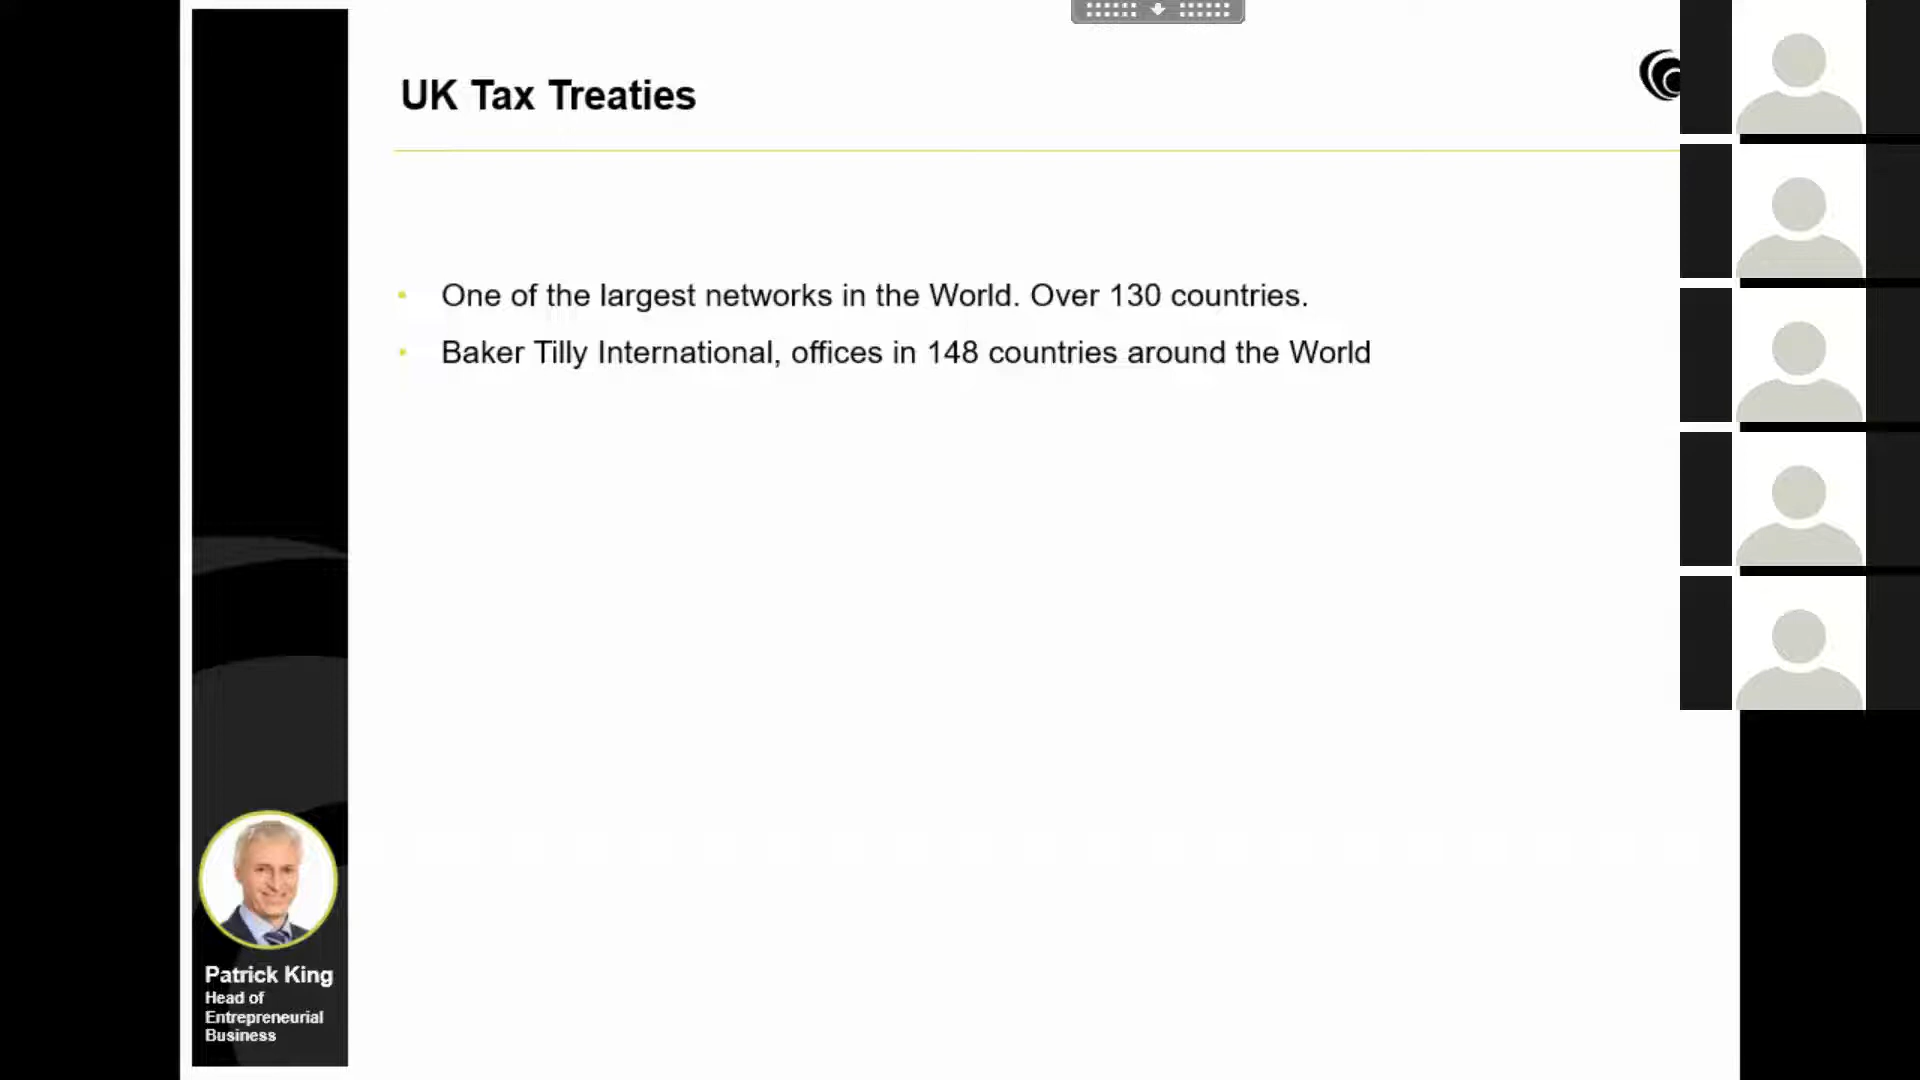 UK Tax Treaties
One of the largest networks in the World. Over 130 countries.
Baker Tilly International, offices in 148 countries around the World
Patrick King
Head of
Entrepreneurial
Business